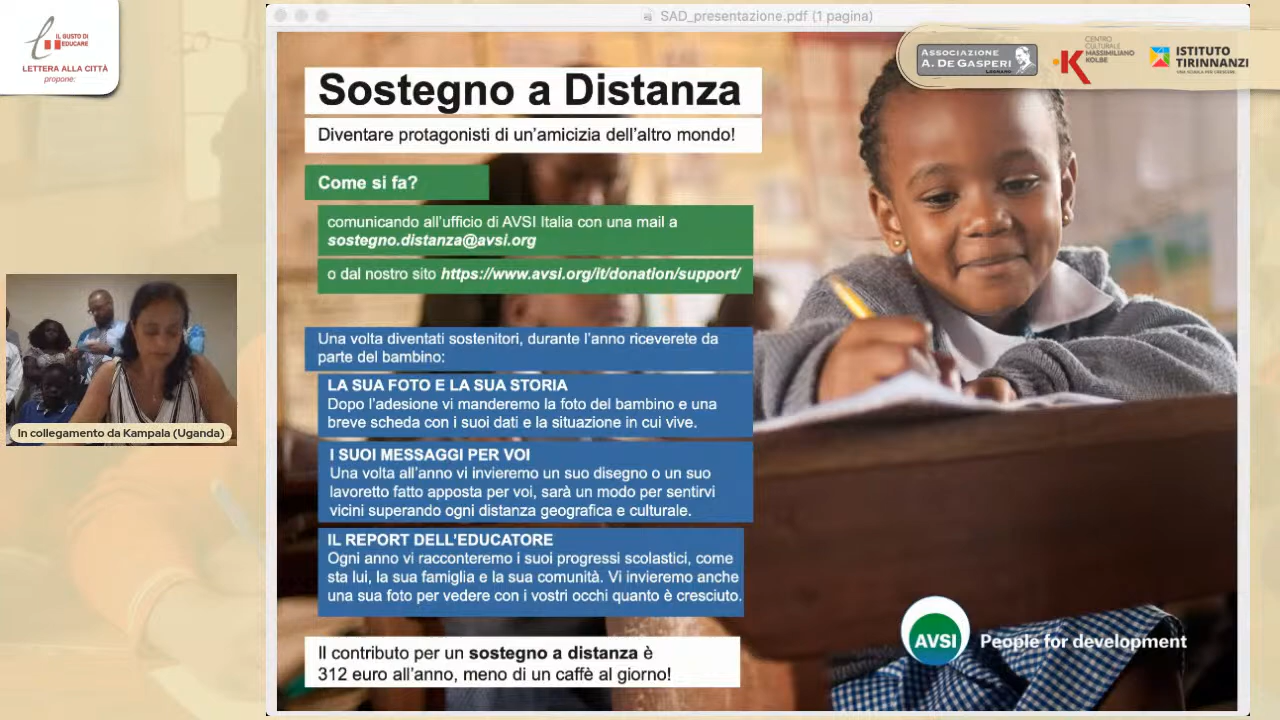 IL GUSTO DI
EDUCARE
LETTERA ALLA CITTÀ
propone:
SAD_presentazione.pdf (1 pagina)
ASSOCIAZIONE
A. DE GASPERI
LEGNANO
CENTRO
CULTURALE
MASSIMILIANO
KOLBE
K
ISTITUTO
TIRINNANZI
UNA SCUOLA PER CRESCERE
Sostegno a Distanza
Diventare protagonisti di un'amicizia dell'altro mondo!
Come si fa?
comunicando all'ufficio di AVSI Italia con una mail a
sostegno.distanza@avsi.org
o dal nostro sito https://www.avsi.org/it/donation/support/
Una volta diventati sostenitori, durante l'anno riceverete da
parte del bambino:
LA SUA FOTO E LA SUA STORIA
Dopo l'adesione vi manderemo la foto del bambino e una
breve scheda con i suoi dati e la situazione in cui vive.
I SUOI MESSAGGI PER VOI
Una volta all'anno vi invieremo un suo disegno o un suo
lavoretto fatto apposta per voi, sarà un modo per sentirvi
vicini superando ogni distanza geografica e culturale.
IL REPORT DELL'EDUCATORE
Ogni anno vi racconteremo i suoi progressi scolastici, come
sta lui, la sua famiglia e la sua comunità. Vi invieremo anche
una sua foto per vedere con i vostri occhi quanto è cresciuto.
Il contributo per un sostegno a distanza è
312 euro all'anno, meno di un caffè al giorno!
AVSI
People for development
In collegamento da Kampala (Uganda)